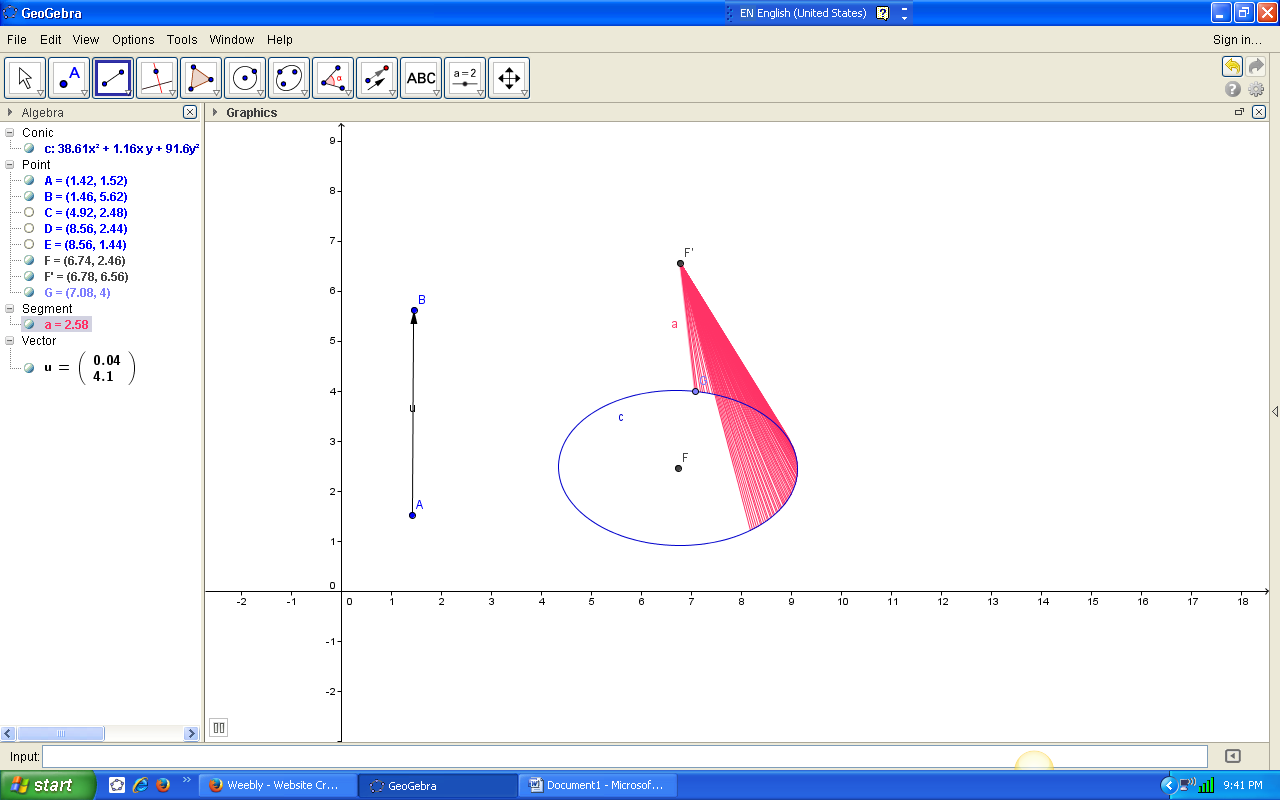 GeoGebra
EN English (United States)
File Edit View Options Tools Window Help
Sign in...
A
α
ABC
a=2
Algebra
Graphics
Conic
c: 38.61x² + 1.16x y + 91.6y²
Point
A = (1.42, 1.52)
B = (1.46, 5.62)
C = (4.92, 2.48)
D = (8.56, 2.44)
E = (8.56, 1.44)
F = (6.74, 2.46)
F' = (6.78, 6.56)
G = (7.08, 4)
Segment
a = 2.58
Vector
u = ( 0.04
4.1 )
9
8
7
F'
6
B
a
5
4
G
c
u
3
F
2
A
1
0
-2 -1 0 1 2 3 4 5 6 7 8 9 10 11 12 13 14 15 16 17 18
-1
-2
Input:
start
Weebly - Website Cr...
GeoGebra
Document1 - Microsof...
9:41 PM